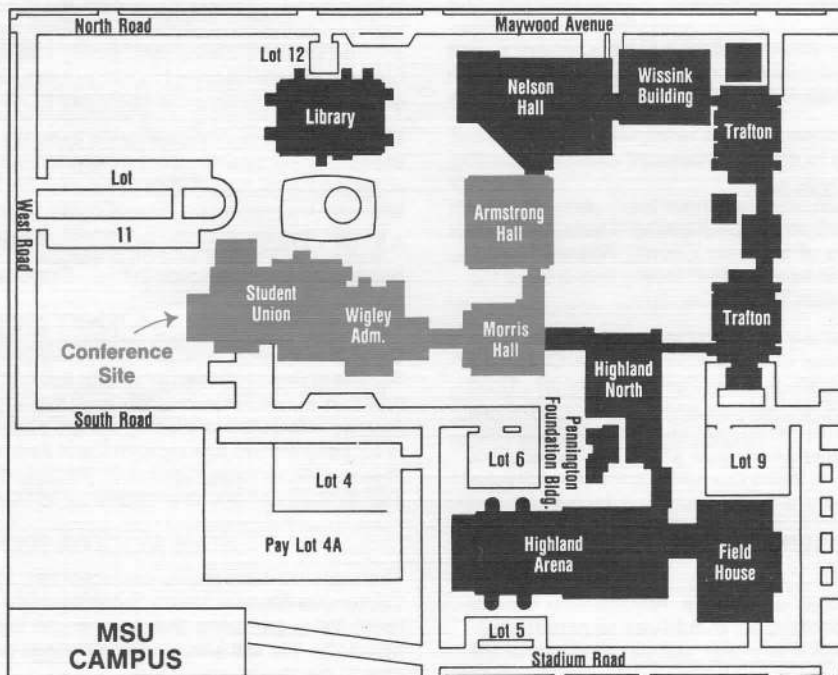 North Road
Maywood Avenue
Lot 12
Nelson
Hall
Wissink
Building
Library
Trafton
Lot
11
West Road
Armstrong
Hall
Student
Union
Wigley
Adm.
Morris
Hall
Trafton
Conference
Site
Highland
North
South Road
Pennington
Foundation Bldg.
Lot 6
Lot 9
Lot 4
Pay Lot 4A
Highland
Arena
Field
House
MSU
CAMPUS
Lot 5
Stadium Road